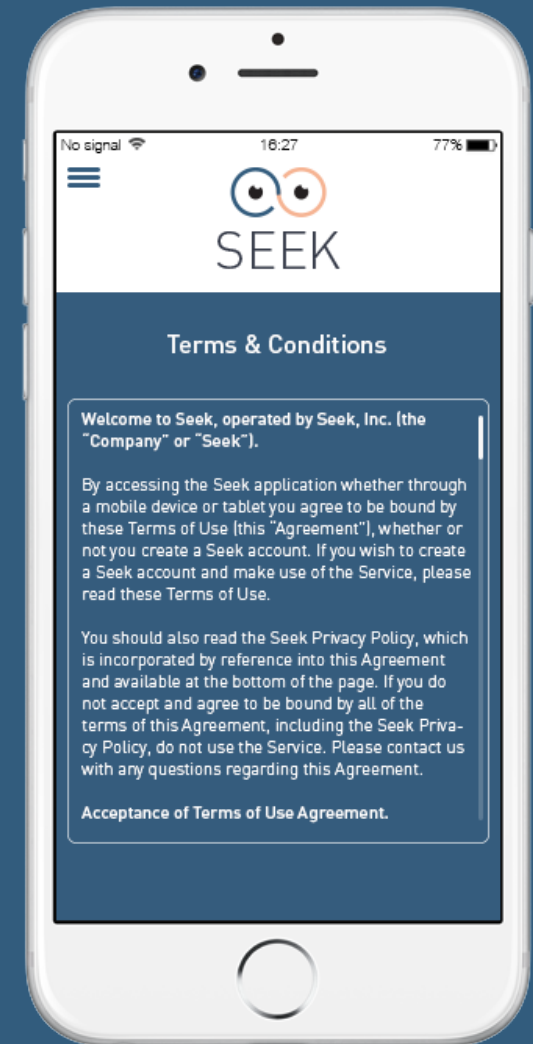 No signal 16:27 77%
SEEK
Terms & Conditions
Welcome to Seek, operated by Seek, Inc. (the
“Company” or “Seek”).
By accessing the Seek application whether through
a mobile device or tablet you agree to be bound by
these Terms of Use (this “Agreement”), whether or
not you create a Seek account. If you wish to create
a Seek account and make use of the Service, please
read these Terms of Use.
You should also read the Seek Privacy Policy, which
is incorporated by reference into this Agreement
and available at the bottom of the page. If you do
not accept and agree to be bound by all of the
terms of this Agreement, including the Seek Priva-
cy Policy, do not use the Service. Please contact us
with any questions regarding this Agreement.
Acceptance of Terms of Use Agreement.